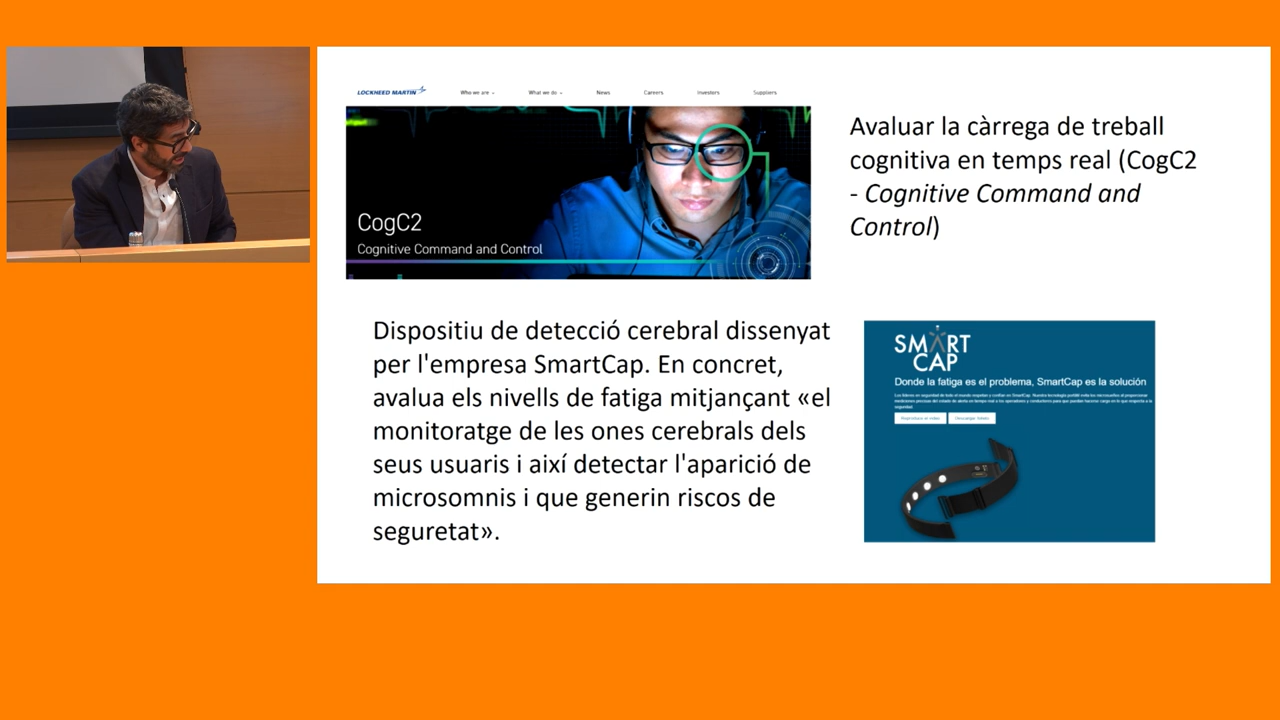 LOCKHEED MARTIN
Who we are
What we do
News
Careers
Investors
Suppliers
CogC2
Cognitive Command and Control
Avaluar la càrrega de treball
cognitiva en temps real (CogC2
- Cognitive Command and
Control)
Dispositiu de detecció cerebral dissenyat
per l'empresa SmartCap. En concret,
avalua els nivells de fatiga mitjançant «el
monitoratge de les ones cerebrals dels
seus usuaris i així detectar l'aparició de
microsomnis i que generin riscos de
seguretat».
SMART
CAP
Donde la fatiga es el problema, SmartCap es la solución